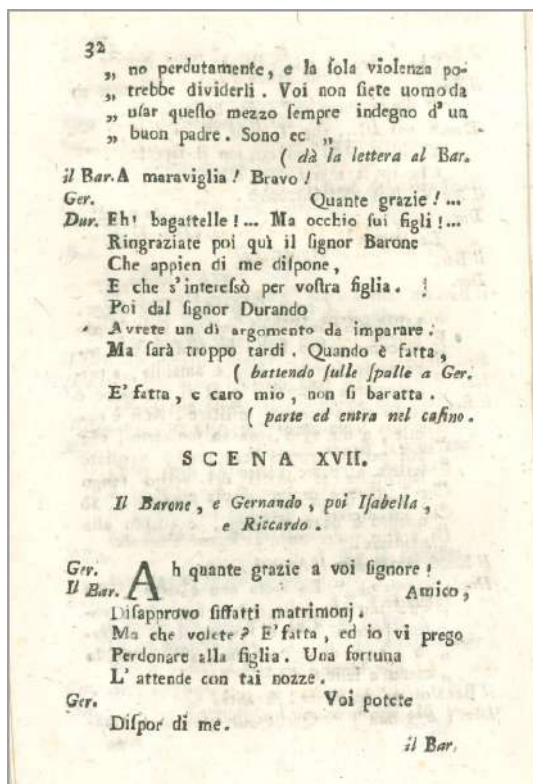 32
„ no perdutamente, e la ſola violenza po-
„ trebbe dividerli. Voi non ſiete uomo da
„ uſar queſto mezzo ſempre indegno d'un
„ buon padre. Sono ec „
( dà la lettera al Bar.
il Bar. A maraviglia! Bravo!
Ger. Quante grazie!...
Dur. Eh! bagattelle!... Ma occhio ſui figli!...
Ringraziate poi quì il ſignor Barone
Che appien di me diſpone,
E che s'intereſsò per voſtra figlia.
Poi dal ſignor Durando
Avrete un dì argomento da imparare.
Ma ſarà troppo tardi. Quando è fatta,
( battendo ſulle ſpalle a Ger.
E' fatta, e caro mio, non ſi baratta.
( parte ed entra nel caſino.
SCENA XVII.
Il Barone, e Gernando, poi Iſabella,
e Riccardo.
Ger. Ah quante grazie a voi ſignore!
Il Bar. Amico,
Diſapprovo ſiffatti matrimonj.
Ma che volete? E' fatta, ed io vi prego
Perdonare alla figlia. Una fortuna
L' attende con tai nozze.
Ger. Voi potete
Diſpor di me.
il Bar.